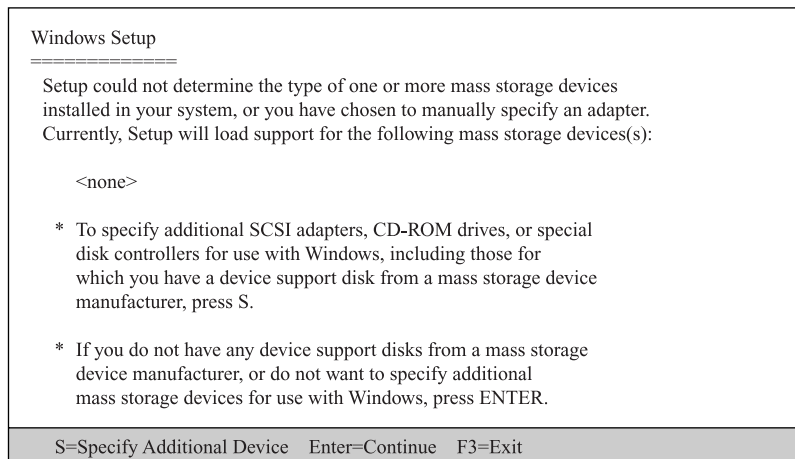 Windows Setup
=============
Setup could not determine the type of one or more mass storage devices
installed in your system, or you have chosen to manually specify an adapter.
Currently, Setup will load support for the following mass storage devices(s):
<none>
* To specify additional SCSI adapters, CD-ROM drives, or special
disk controllers for use with Windows, including those for
which you have a device support disk from a mass storage device
manufacturer, press S.
* If you do not have any device support disks from a mass storage
device manufacturer, or do not want to specify additional
mass storage devices for use with Windows, press ENTER.
S=Specify Additional Device Enter=Continue F3=Exit